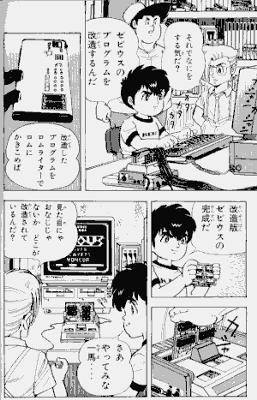 それでなにを
する気だ?
ゼビウスの
プログラムを
改造するんだ
改造した
プログラムを
ロムライターで
ロムに
かきこめば
改造版
ゼビウスの
完成だ
見た目にゃ
おなじじゃ
ないか どこが
改造されて
いるんだ?
さあ
やってみな
一馬…